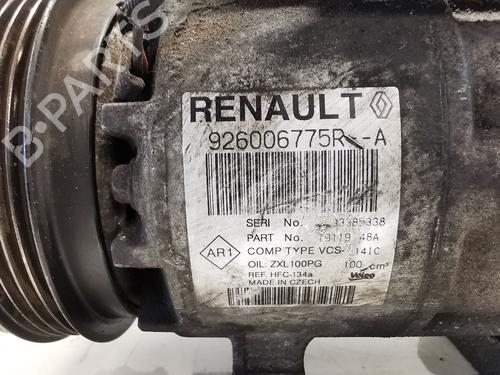 B-PARTS
RENAULT
926006775R--A
SERI No.
PART No.
AR1
COMP TYPE VCS-
OIL: ZXL100PG 100 cm³
REF. HFC-134a Valeo
MADE IN CZECH